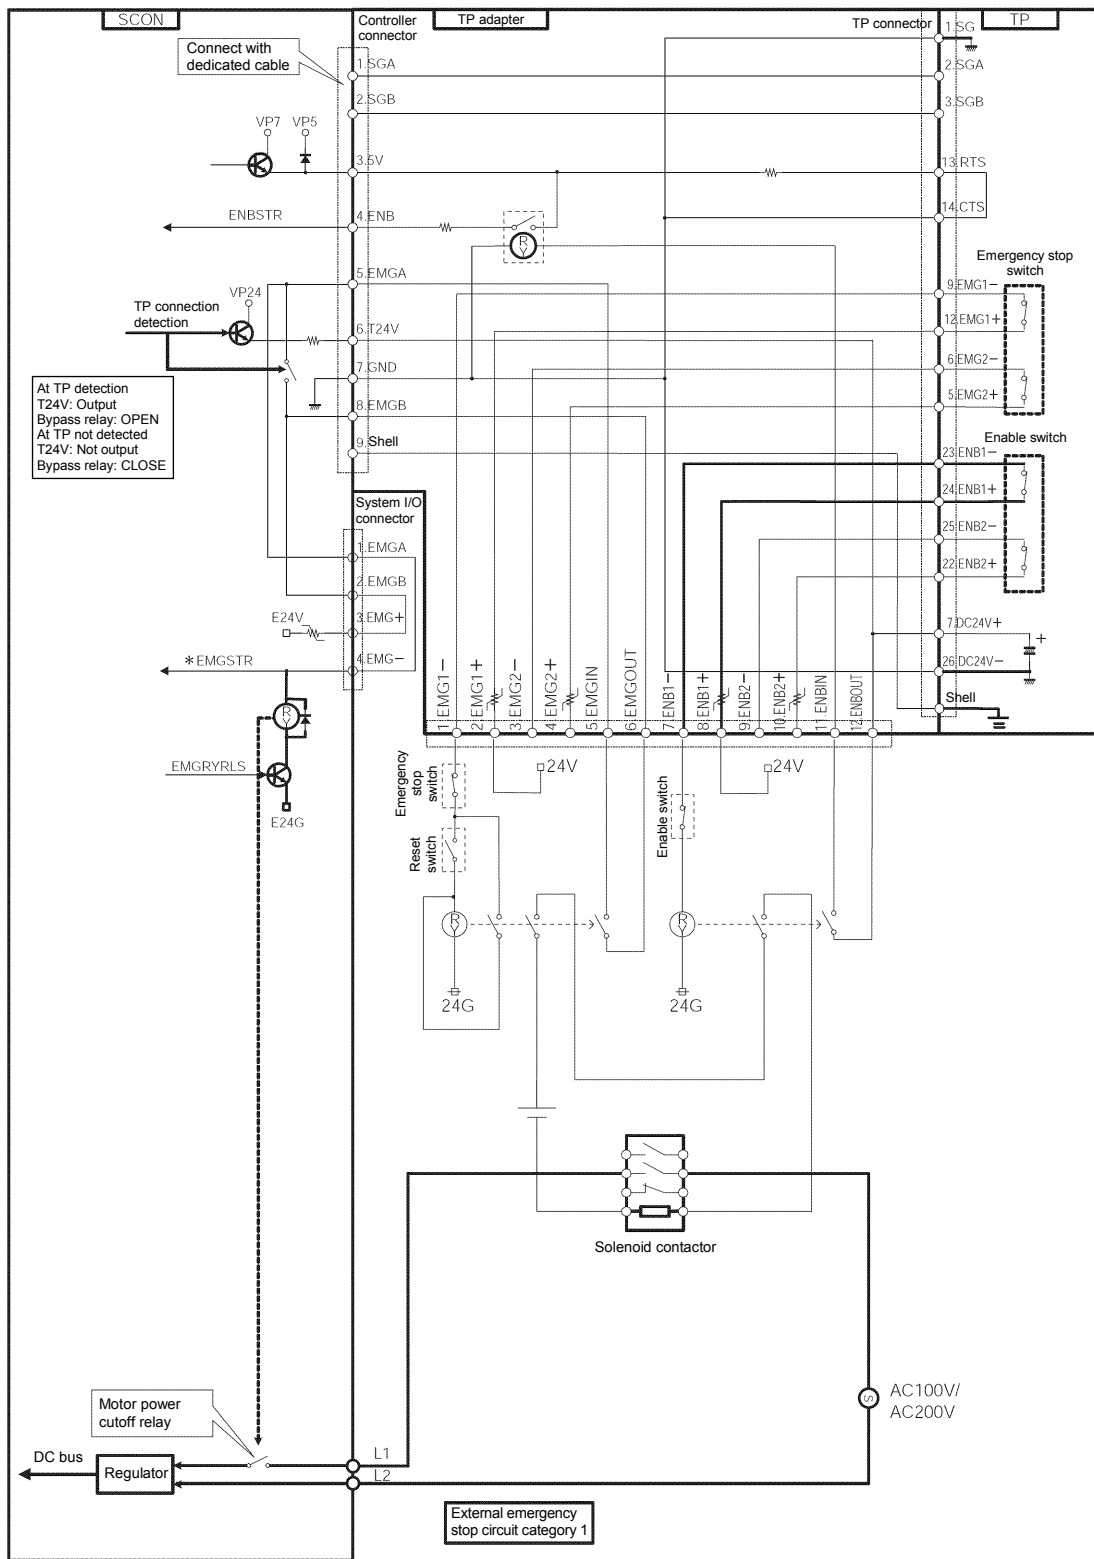 SCON
Controller
connector
TP adapter
TP connector
TP
Connect with
dedicated cable
1.SGA
2.SGB
VP7
VP5
3.5V
ENBSTR
4.ENB
R
Y
5.EMGA
TP connection
detection
VP24
6.T24V
7.GND
8.EMGB
9.Shell
At TP detection
T24V: Output
Bypass relay: OPEN
At TP not detected
T24V: Not output
Bypass relay: CLOSE
1.SG
2.SGA
3.SGB
13.RTS
14.CTS
Emergency stop
switch
9.EMG1−
12.EMG1+
6.EMG2−
5.EMG2+
Enable switch
23.ENB1−
24.ENB1+
25.ENB2−
22.ENB2+
7.DC24V+
+
26.DC24V−
Shell
System I/O
connector
1.EMGA
2.EMGB
E24V
3.EMG+
*EMGSTR
4.EMG−
R
Y
EMGRYRLS
E24G
1.EMG1−
2.EMG1+
3.EMG2−
4.EMG2+
5.EMGIN
6.EMGOUT
7.ENB1−
8.ENB1+
9.ENB2−
10.ENB2+
11.ENBIN
12.ENBOUT
Emergency
stop
switch
24V
Enable switch
24V
Reset
switch
R
Y
R
Y
24G
24G
Solenoid contactor
S
AC100V/
AC200V
Motor power
cutoff relay
DC bus
Regulator
L1
L2
External emergency
stop circuit category 1